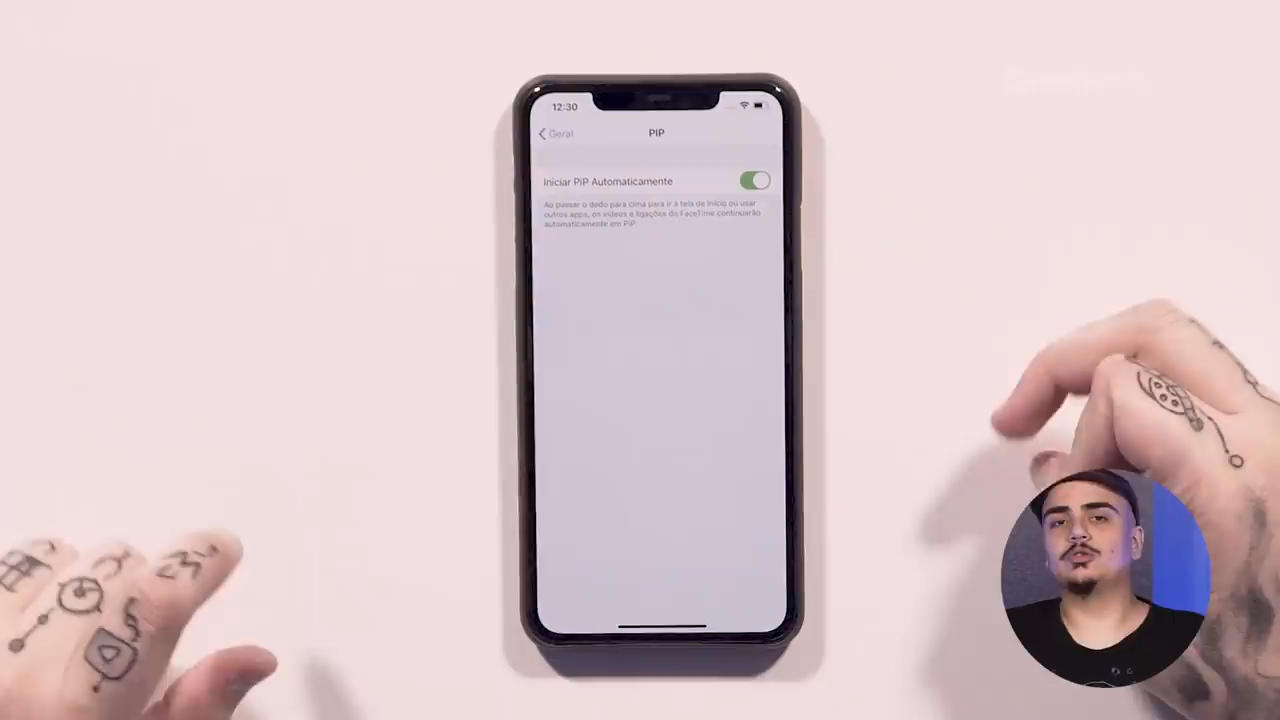 12:30
Geral
PIP
Iniciar PiP Automaticamente
Ao passar o dedo para cima para ir à tela de Início ou usar
outros apps, os vídeos e ligações do FaceTime continuarão
automaticamente em PiP.